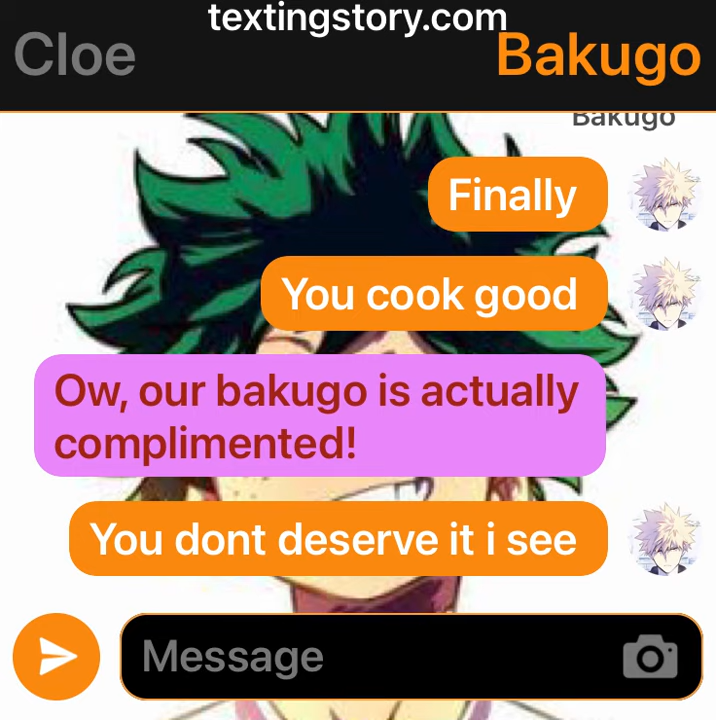 textingstory.com
Cloe
Bakugo
Bakugo
Finally
You cook good
Ow, our bakugo is actually
complimented!
You dont deserve it i see
Message